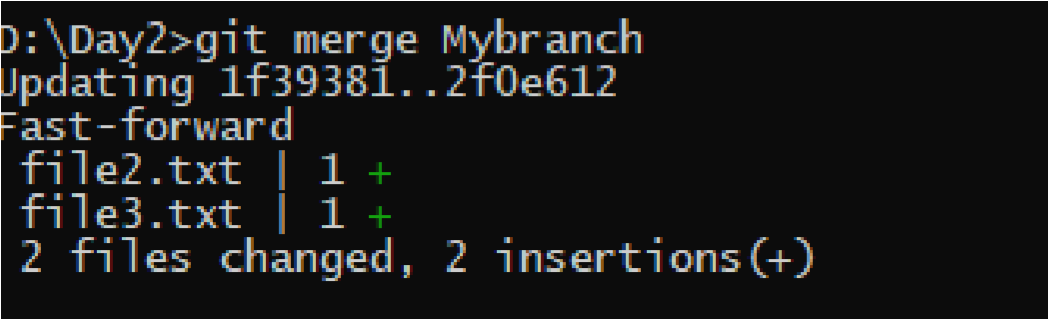 D:\Day2>git merge Mybranch
Updating 1f39381..2f0e612
Fast-forward
 file2.txt | 1 +
 file3.txt | 1 +
 2 files changed, 2 insertions(+)